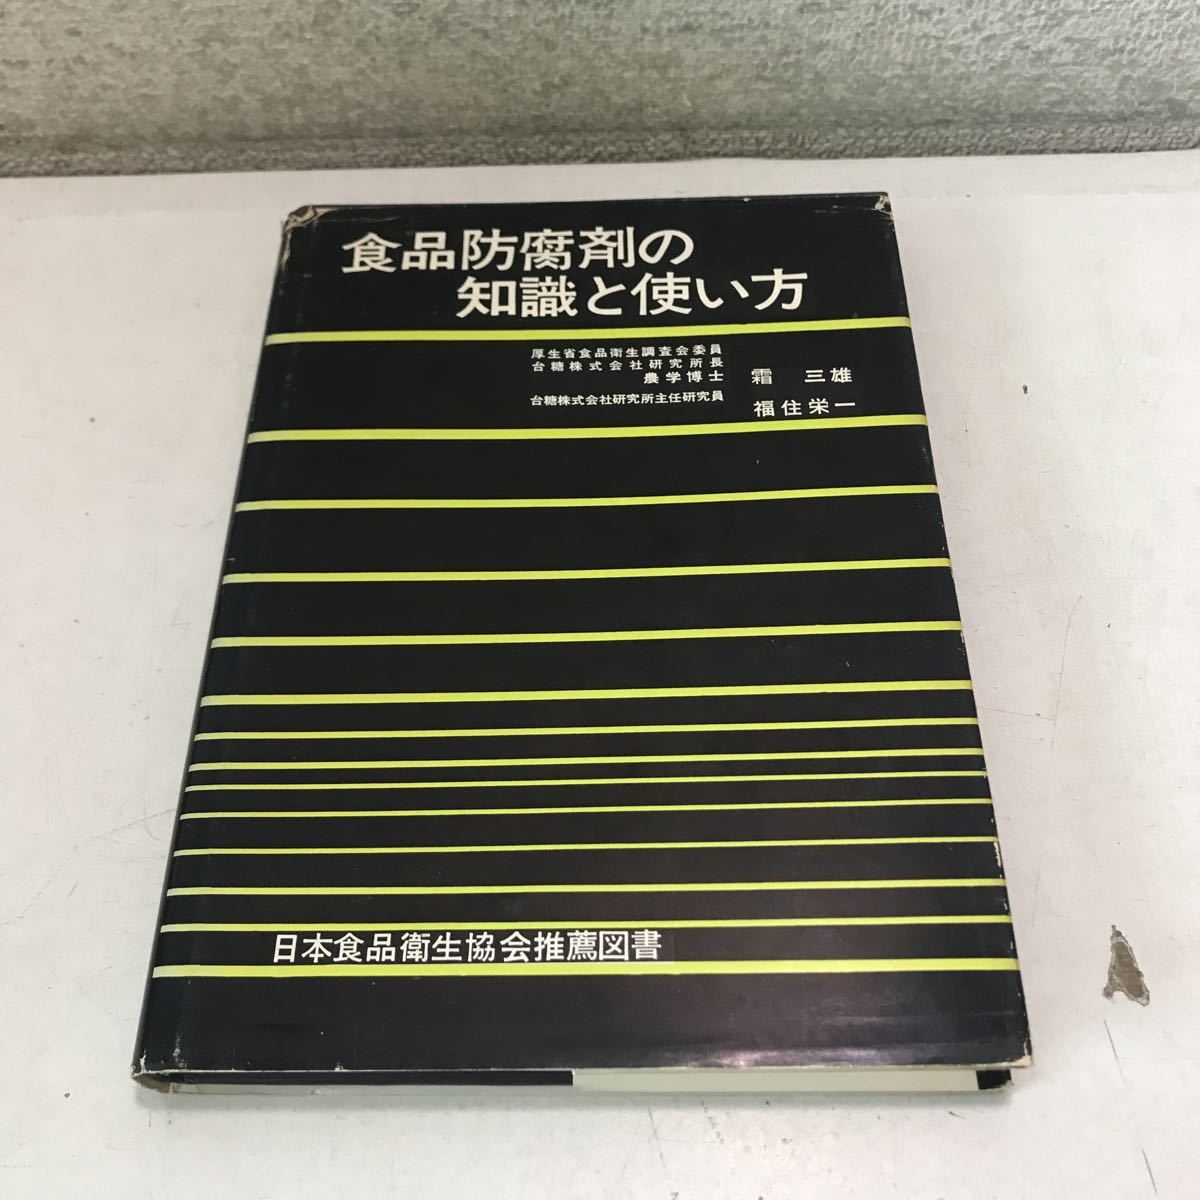 食品防腐剤の
知識と使い方
厚生省食品衛生調査会委員
台糖株式会社研究所長
農学博士 霜 三雄
台糖株式会社研究所主任研究員 福住栄一
日本食品衛生協会推薦図書